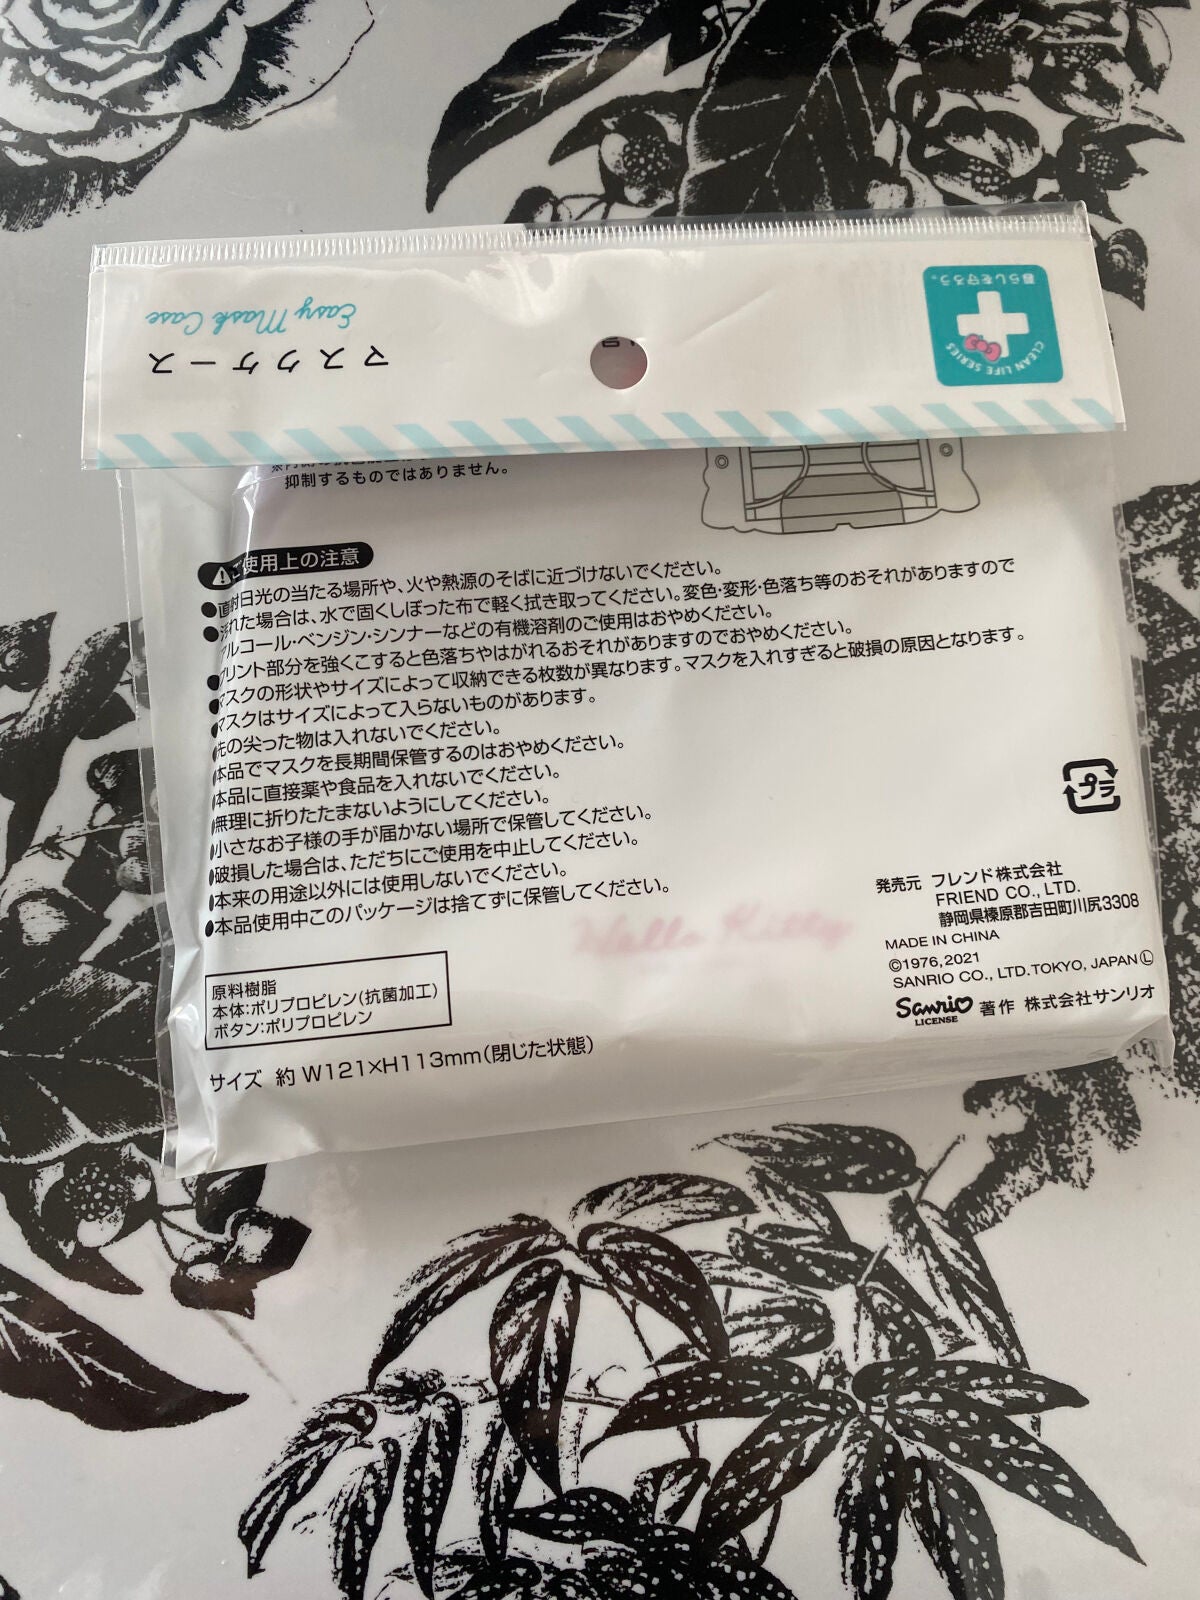 Easy Mask Case
マスクケース
暮らしを守ろう。
CLEAN LIFE SERIES
抑制するものではありません。
ご使用上の注意
●直射日光の当たる場所や、火や熱源のそばに近づけないでください。
●汚れた場合は、水で固くしぼった布で軽く拭き取ってください。変色・変形・色落ち等のおそれがありますので
アルコール・ベンジン・シンナーなどの有機溶剤のご使用はおやめください。
●プリント部分を強くこすると色落ちやはがれるおそれがありますのでおやめください。
●マスクの形状やサイズによって収納できる枚数が異なります。マスクを入れすぎると破損の原因となります。
●マスクはサイズによって入らないものがあります。
●先の尖った物は入れないでください。
●本品でマスクを長期間保管するのはおやめください。
●本品に直接薬や食品を入れないでください。
●無理に折りたたまないようにしてください。
●小さなお子様の手が届かない場所で保管してください。
●破損した場合は、ただちにご使用を中止してください。
●本来の用途以外には使用しないでください。
●本品使用中このパッケージは捨てずに保管してください。
Hello Kitty
プラ
原料樹脂
本体：ポリプロピレン（抗菌加工）
ボタン：ポリプロピレン
サイズ 約 W121×H113mm（閉じた状態）
発売元 フレンド株式会社
FRIEND CO., LTD.
静岡県榛原郡吉田町川尻3308
MADE IN CHINA
©1976, 2021
SANRIO CO., LTD. TOKYO, JAPAN Ⓛ
Sanrio LICENSE 著作 株式会社サンリオ